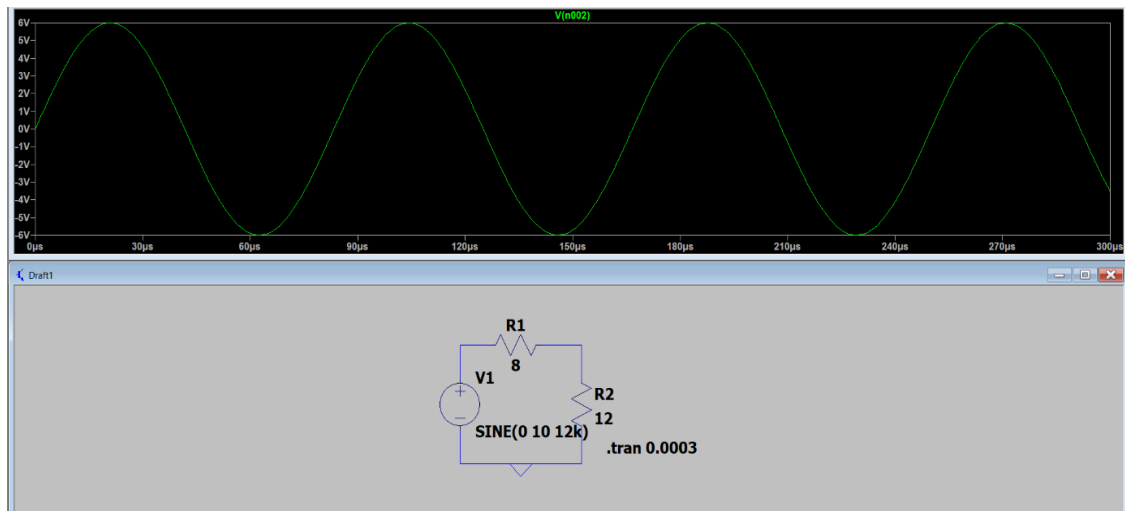 V(n002)
6V
5V
4V
3V
2V
1V
0V
-1V
-2V
-3V
-4V
-5V
-6V
0µs 30µs 60µs 90µs 120µs 150µs 180µs 210µs 240µs 270µs 300µs
Draft1
R1
8
V1
R2
12
SINE(0 10 12k)
.tran 0.0003